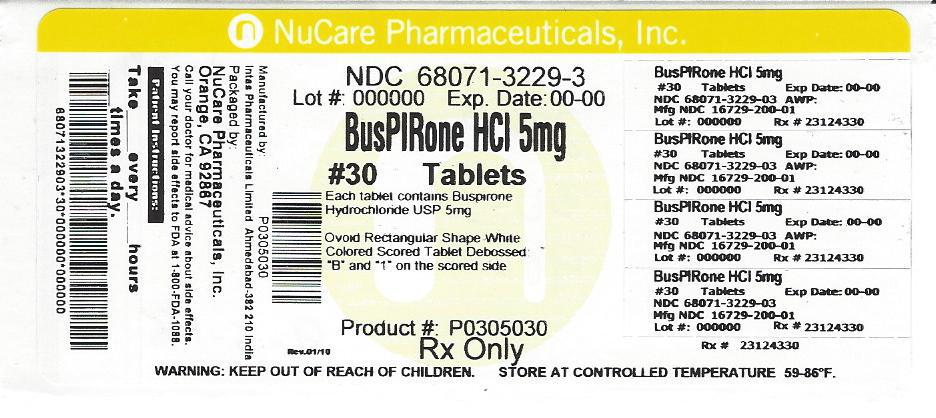 n NuCare Pharmaceuticals, Inc.
68071322903*30*000000*000000
Take ____ every ____ hours
____ times a day.
Patient Instructions:
You may report side effects to FDA at 1-800-FDA-1088.
Call your doctor for medical advice about side effects.
Orange, CA 92867
NuCare Pharmaceuticals, Inc.
Packaged by:
Intas Pharmaceuticals Limited Ahmedabad-382 210 India
Manufactured by:
P0305030
NDC 68071-3229-3
Lot #: 000000 Exp. Date: 00-00
BusPIRone HCl 5mg
#30 Tablets
Each tablet contains Buspirone
Hydrochloride USP 5mg
Ovoid Rectangular Shape White
Colored Scored Tablet Debossed
"B" and "1" on the scored side
Product #: P0305030
Rev.01/10
Rx Only
BusPIRone HCl 5mg
#30 Tablets Exp Date: 00-00
NDC 68071-3229-03 AWP:
Mfg NDC 16729-200-01
Lot #: 000000 Rx # 23124330
BusPIRone HCl 5mg
#30 Tablets Exp Date: 00-00
NDC 68071-3229-03 AWP:
Mfg NDC 16729-200-01
Lot #: 000000 Rx # 23124330
BusPIRone HCl 5mg
#30 Tablets Exp Date: 00-00
NDC 68071-3229-03 AWP:
Mfg NDC 16729-200-01
Lot #: 000000 Rx # 23124330
BusPIRone HCl 5mg
#30 Tablets Exp Date: 00-00
NDC 68071-3229-03
Mfg NDC 16729-200-01
Lot #: 000000 Rx # 23124330
Rx # 23124330
WARNING: KEEP OUT OF REACH OF CHILDREN. STORE AT CONTROLLED TEMPERATURE 59-86°F.